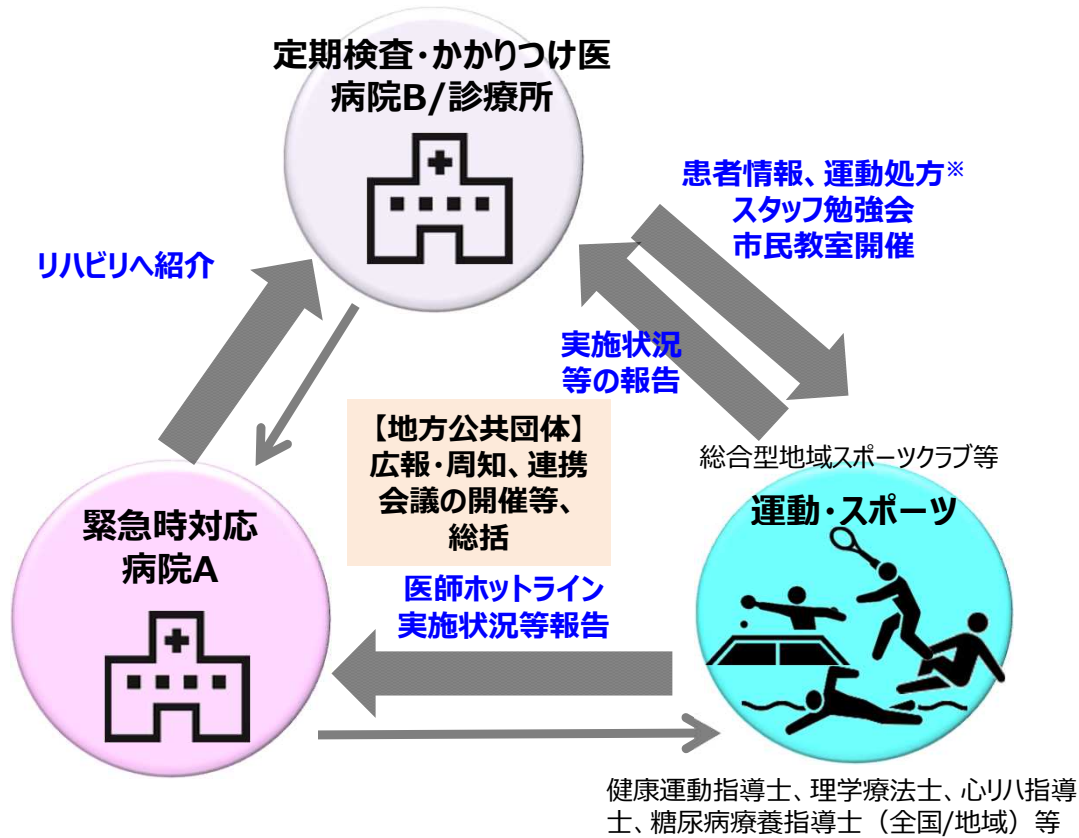 定期検査・かかりつけ医
病院B/診療所
患者情報、運動処方※
スタッフ勉強会
市民教室開催
リハビリへ紹介
実施状況
等の報告
【地方公共団体】
広報・周知、連携
会議の開催等、
総括
総合型地域スポーツクラブ等
運動・スポーツ
緊急時対応
病院A
医師ホットライン
実施状況等報告
健康運動指導士、理学療法士、心リハ指導
士、糖尿病療養指導士（全国/地域）等